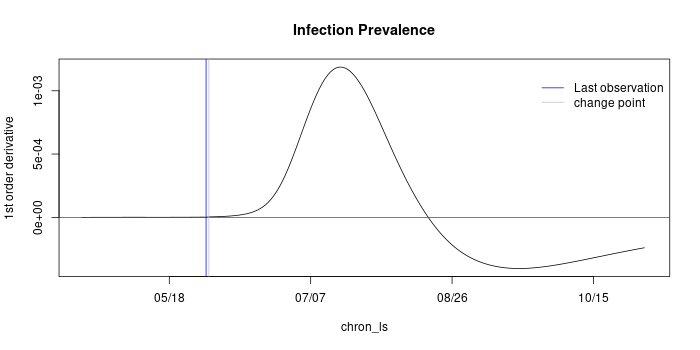 Infection Prevalence
1st order derivative
1e-03
5e-04
0e+00
Last observation
change point
05/18 07/07 08/26 10/15
chron_ls